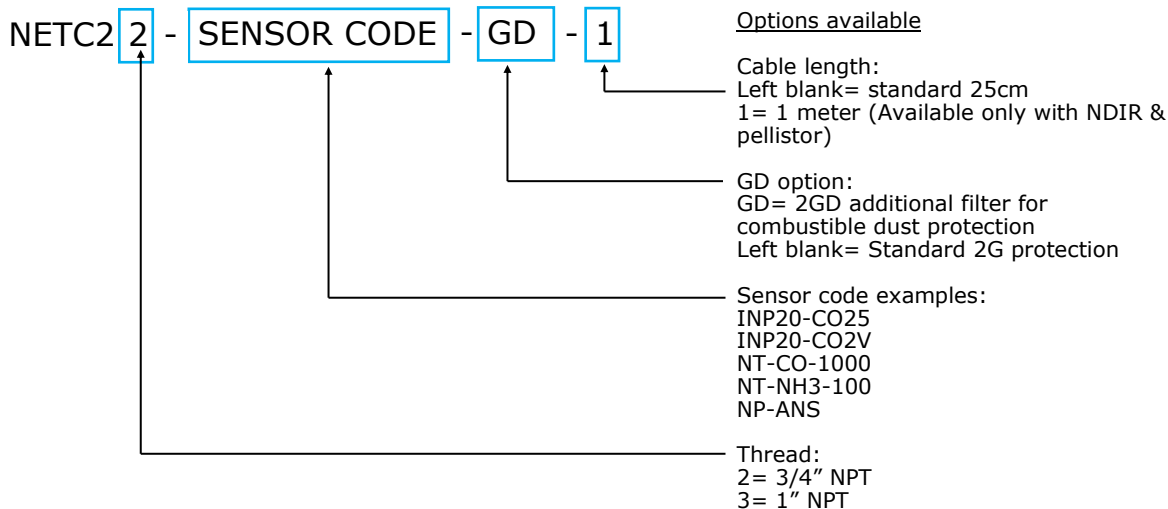 NETC2 2 - SENSOR CODE - GD - 1
Options available
Cable length:
Left blank= standard 25cm
1= 1 meter (Available only with NDIR &
pellistor)
GD option:
GD= 2GD additional filter for
combustible dust protection
Left blank= Standard 2G protection
Sensor code examples:
INP20-CO25
INP20-CO2V
NT-CO-1000
NT-NH3-100
NP-ANS
Thread:
2= 3/4” NPT
3= 1” NPT